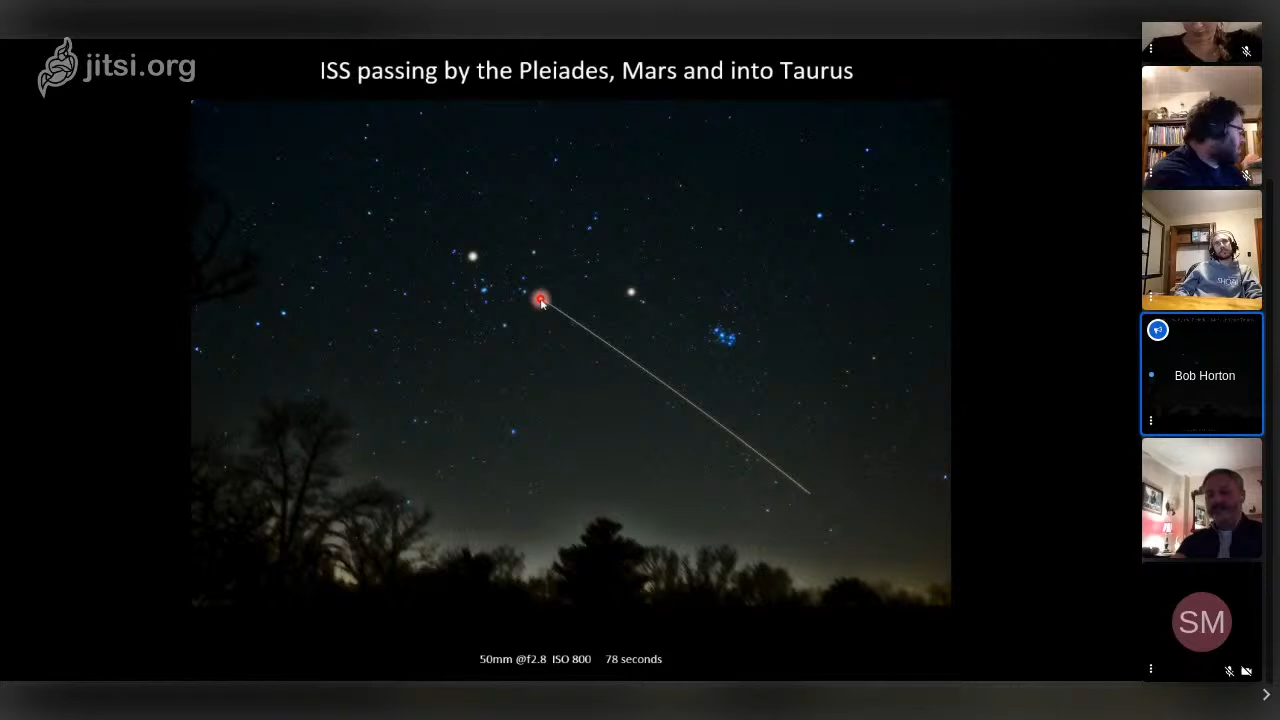 jitsi.org
ISS passing by the Pleiades, Mars and into Taurus
50mm @f2.8 ISO 800 78 seconds
Bob Horton
SM